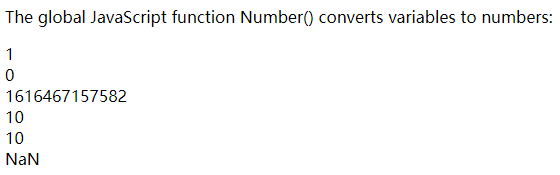 The global JavaScript function Number() converts variables to numbers:
1
0
1616467157582
10
10
NaN